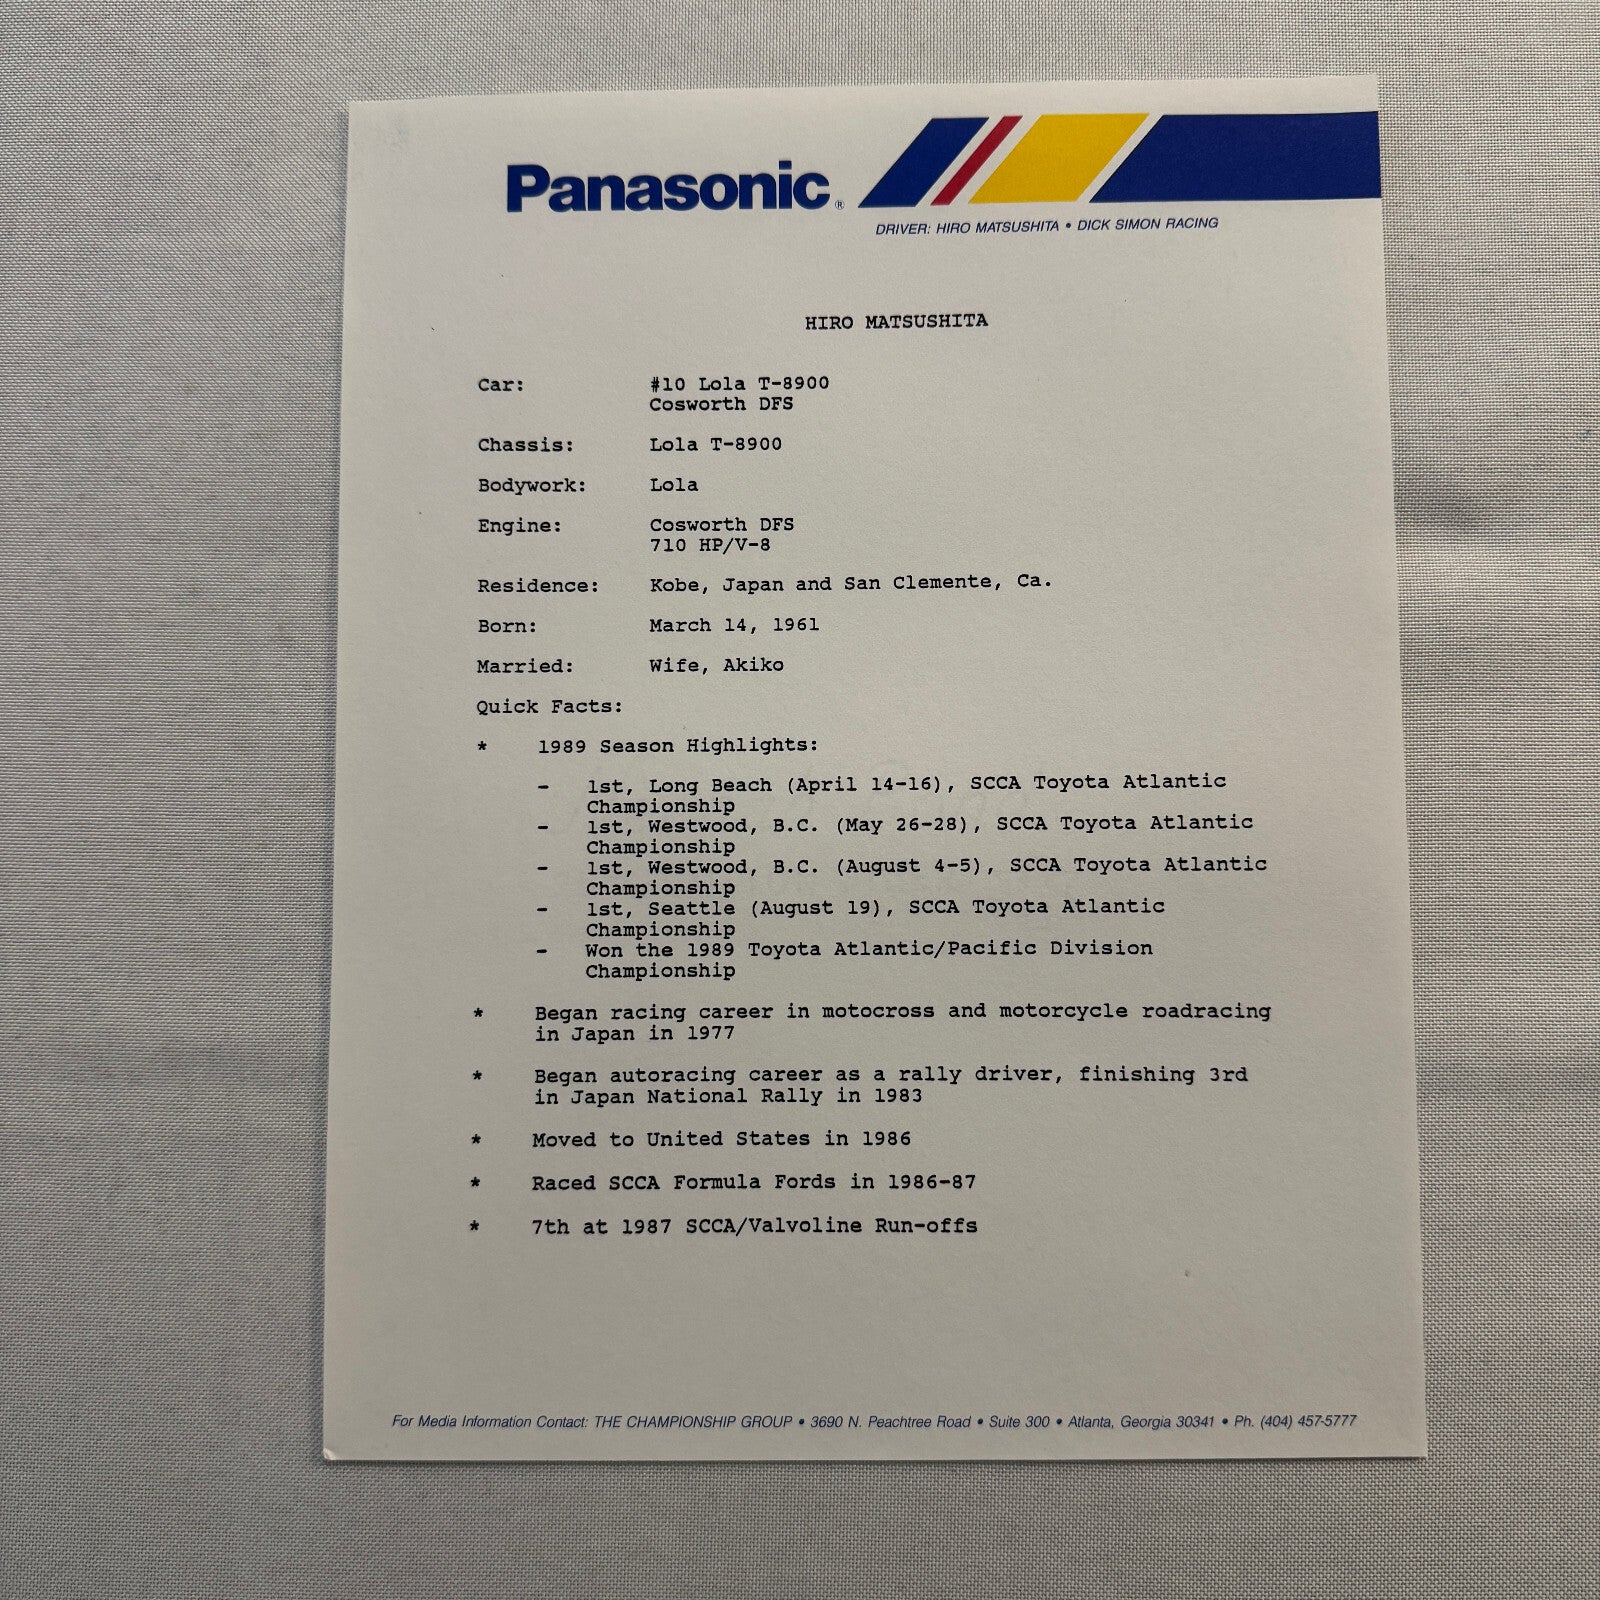 Panasonic®
DRIVER: HIRO MATSUSHITA • DICK SIMON RACING
HIRO MATSUSHITA
Car: #10 Lola T-8900
Cosworth DFS
Chassis: Lola T-8900
Bodywork: Lola
Engine: Cosworth DFS
710 HP/V-8
Residence: Kobe, Japan and San Clemente, Ca.
Born: March 14, 1961
Married: Wife, Akiko
Quick Facts:
* 1989 Season Highlights:
- 1st, Long Beach (April 14-16), SCCA Toyota Atlantic
Championship
- 1st, Westwood, B.C. (May 26-28), SCCA Toyota Atlantic
Championship
- 1st, Westwood, B.C. (August 4-5), SCCA Toyota Atlantic
Championship
- 1st, Seattle (August 19), SCCA Toyota Atlantic
Championship
- Won the 1989 Toyota Atlantic/Pacific Division
Championship
* Began racing career in motocross and motorcycle roadracing
in Japan in 1977
* Began autoracing career as a rally driver, finishing 3rd
in Japan National Rally in 1983
* Moved to United States in 1986
* Raced SCCA Formula Fords in 1986-87
* 7th at 1987 SCCA/Valvoline Run-offs
For Media Information Contact: THE CHAMPIONSHIP GROUP • 3690 N. Peachtree Road • Suite 300 • Atlanta, Georgia 30341 • Ph. (404) 457-5777